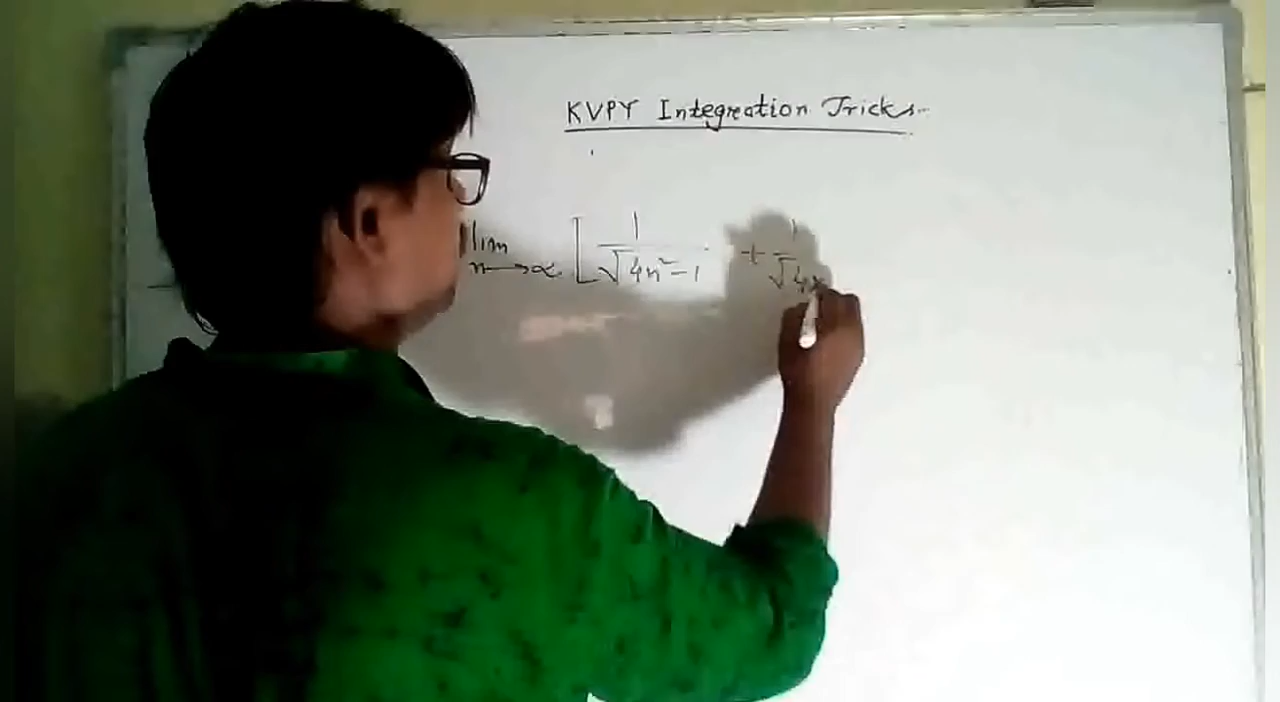 KVPY Integration Tricks
lim n→∝ [ 1/√4n²-1 + 1/√4n